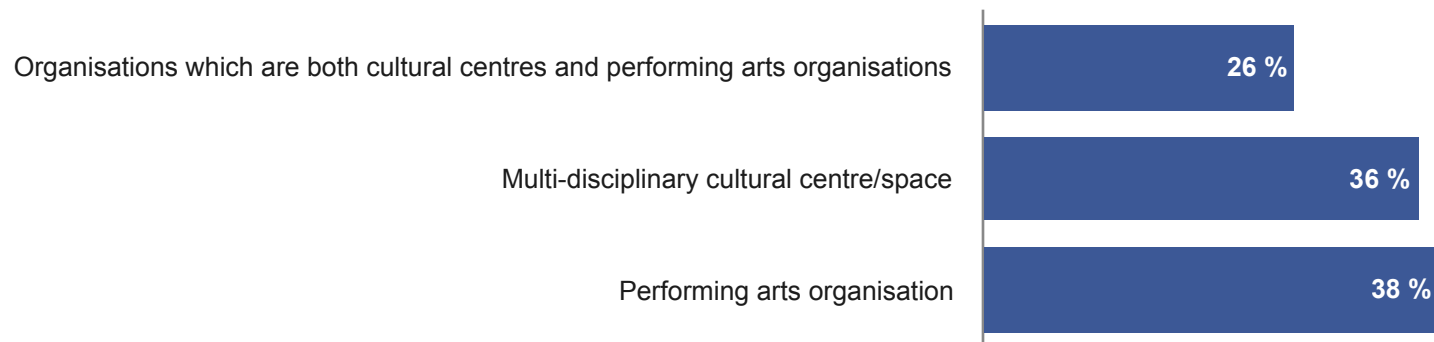 Organisations which are both cultural centres and performing arts organisations 26 %
Multi-disciplinary cultural centre/space 36 %
Performing arts organisation 38 %